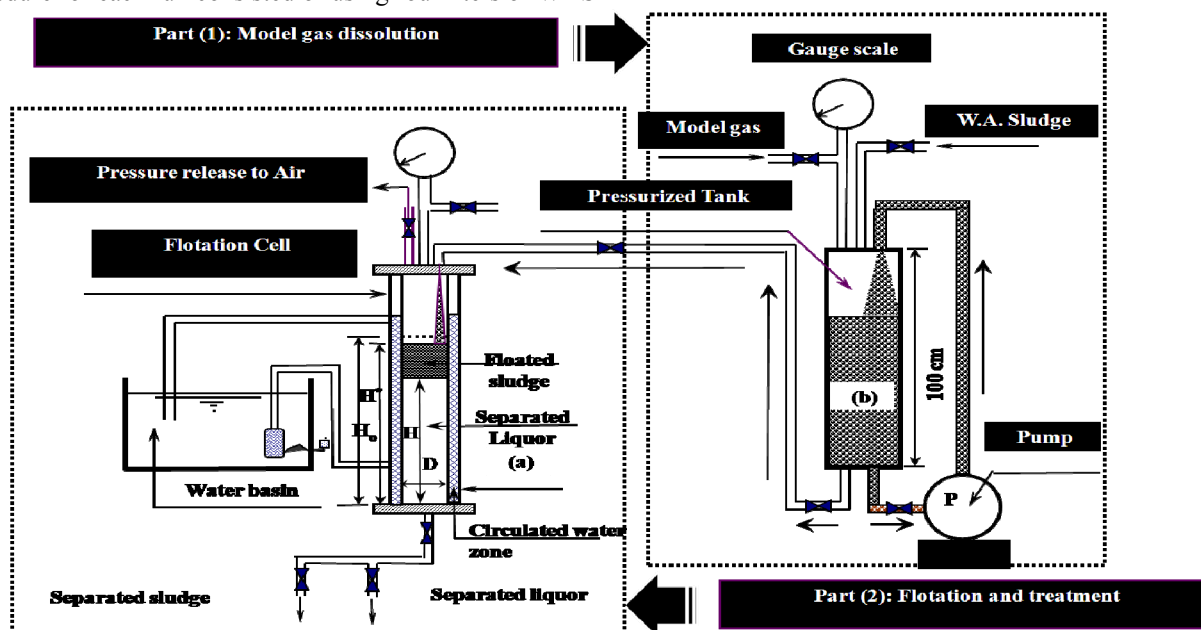 Part (1): Model gas dissolution
Gauge scale
Model gas
W.A. Sludge
Pressure release to Air
Pressurized Tank
Flotation Cell
Floated
sludge
H*
Ho
H
Separated
Liquor
(a)
D
(b)
100 cm
Pump
P
Water basin
Circulated water
zone
Separated sludge
Separated liquor
Part (2): Flotation and treatment